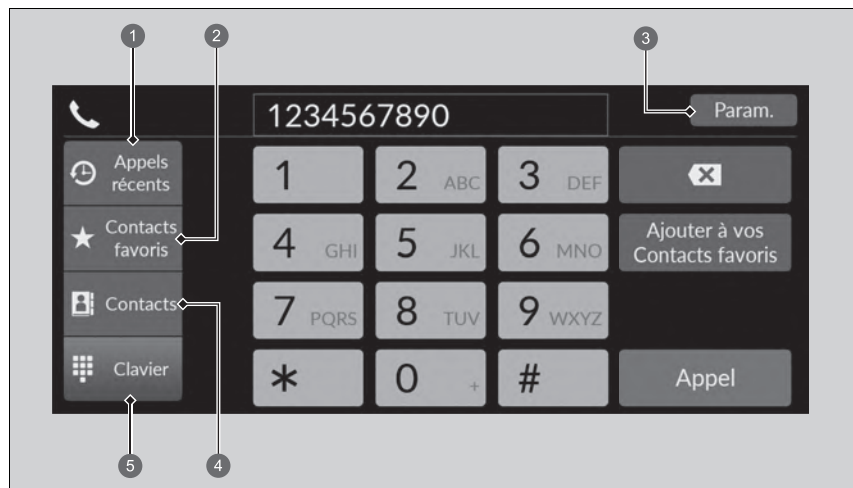 1 2 3
1234567890 Param.
Appels
récents
1 2 ABC 3 DEF
Contacts
favoris
4 GHI 5 JKL 6 MNO
Ajouter à vos
Contacts favoris
Contacts
7 PQRS 8 TUV 9 WXYZ
Clavier
* 0 + # Appel
5 4